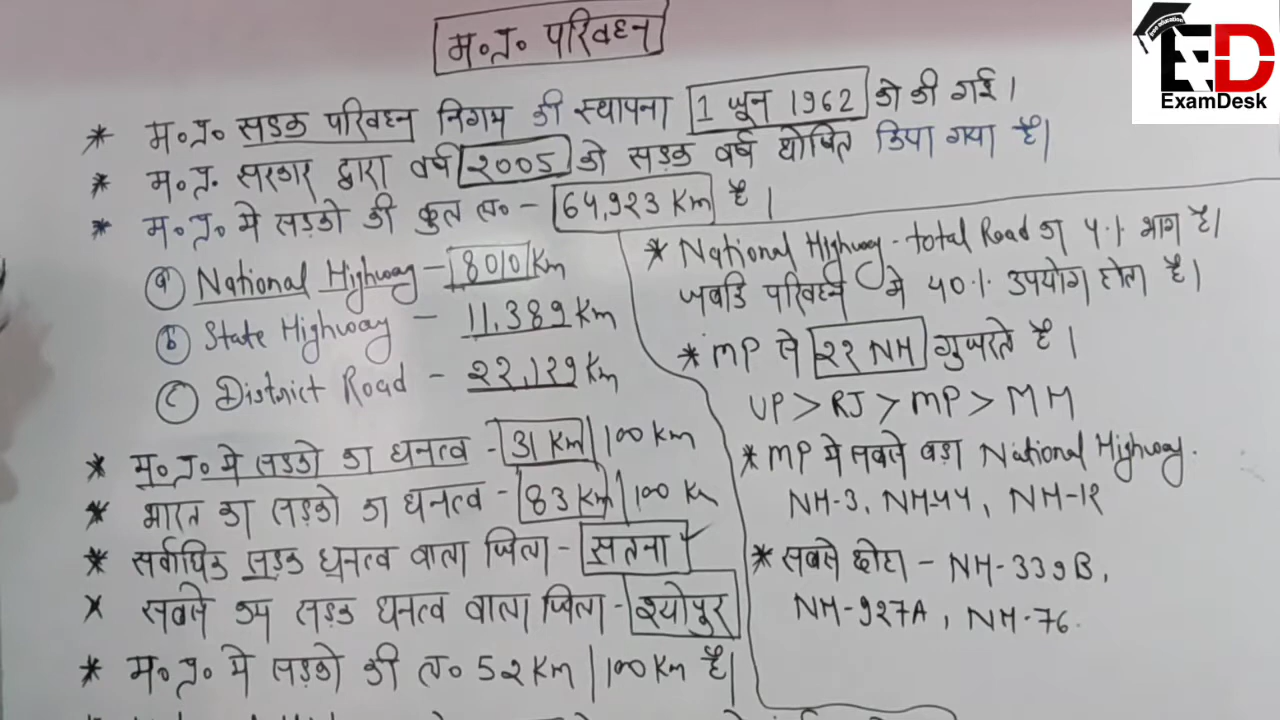 म०प्र० परिवहन
ED
free education
ExamDesk
* म०प्र० सड़क परिवहन निगम की स्थापना 1 जून 1962 को की गई।
* म०प्र० सरकार द्वारा वर्ष 2005 को सड़क वर्ष घोषित किया गया है।
* म०प्र० मे सड़को की कुल ल० - 64,923 Km है।
(a) National Highway - 8010 Km
(b) State Highway - 11,389 Km
(c) District Road - 22,129 Km
* म०प्र० मे सड़को का घनत्व - 31 Km | 100 Km
* भारत का सड़को का घनत्व - 83 Km | 100 Km
* सर्वाधिक सड़क घनत्व वाला जिला - सतना
* सबसे कम सड़क घनत्व वाला जिला - श्योपुर
* म०प्र० मे सड़को की ल० 52 Km | 100 Km है।
* National Highway - total Road का 4% भाग है।
जबकि परिवहन मे 40% उपयोग होता है।
* MP से 22 NH गुजरते है।
UP > RJ > MP > MH
* MP मे सबसे बड़ा National Highway.
NH-3, NH-44, NH-12
* सबसे छोटा - NH-339B,
NH-927A, NH-76.